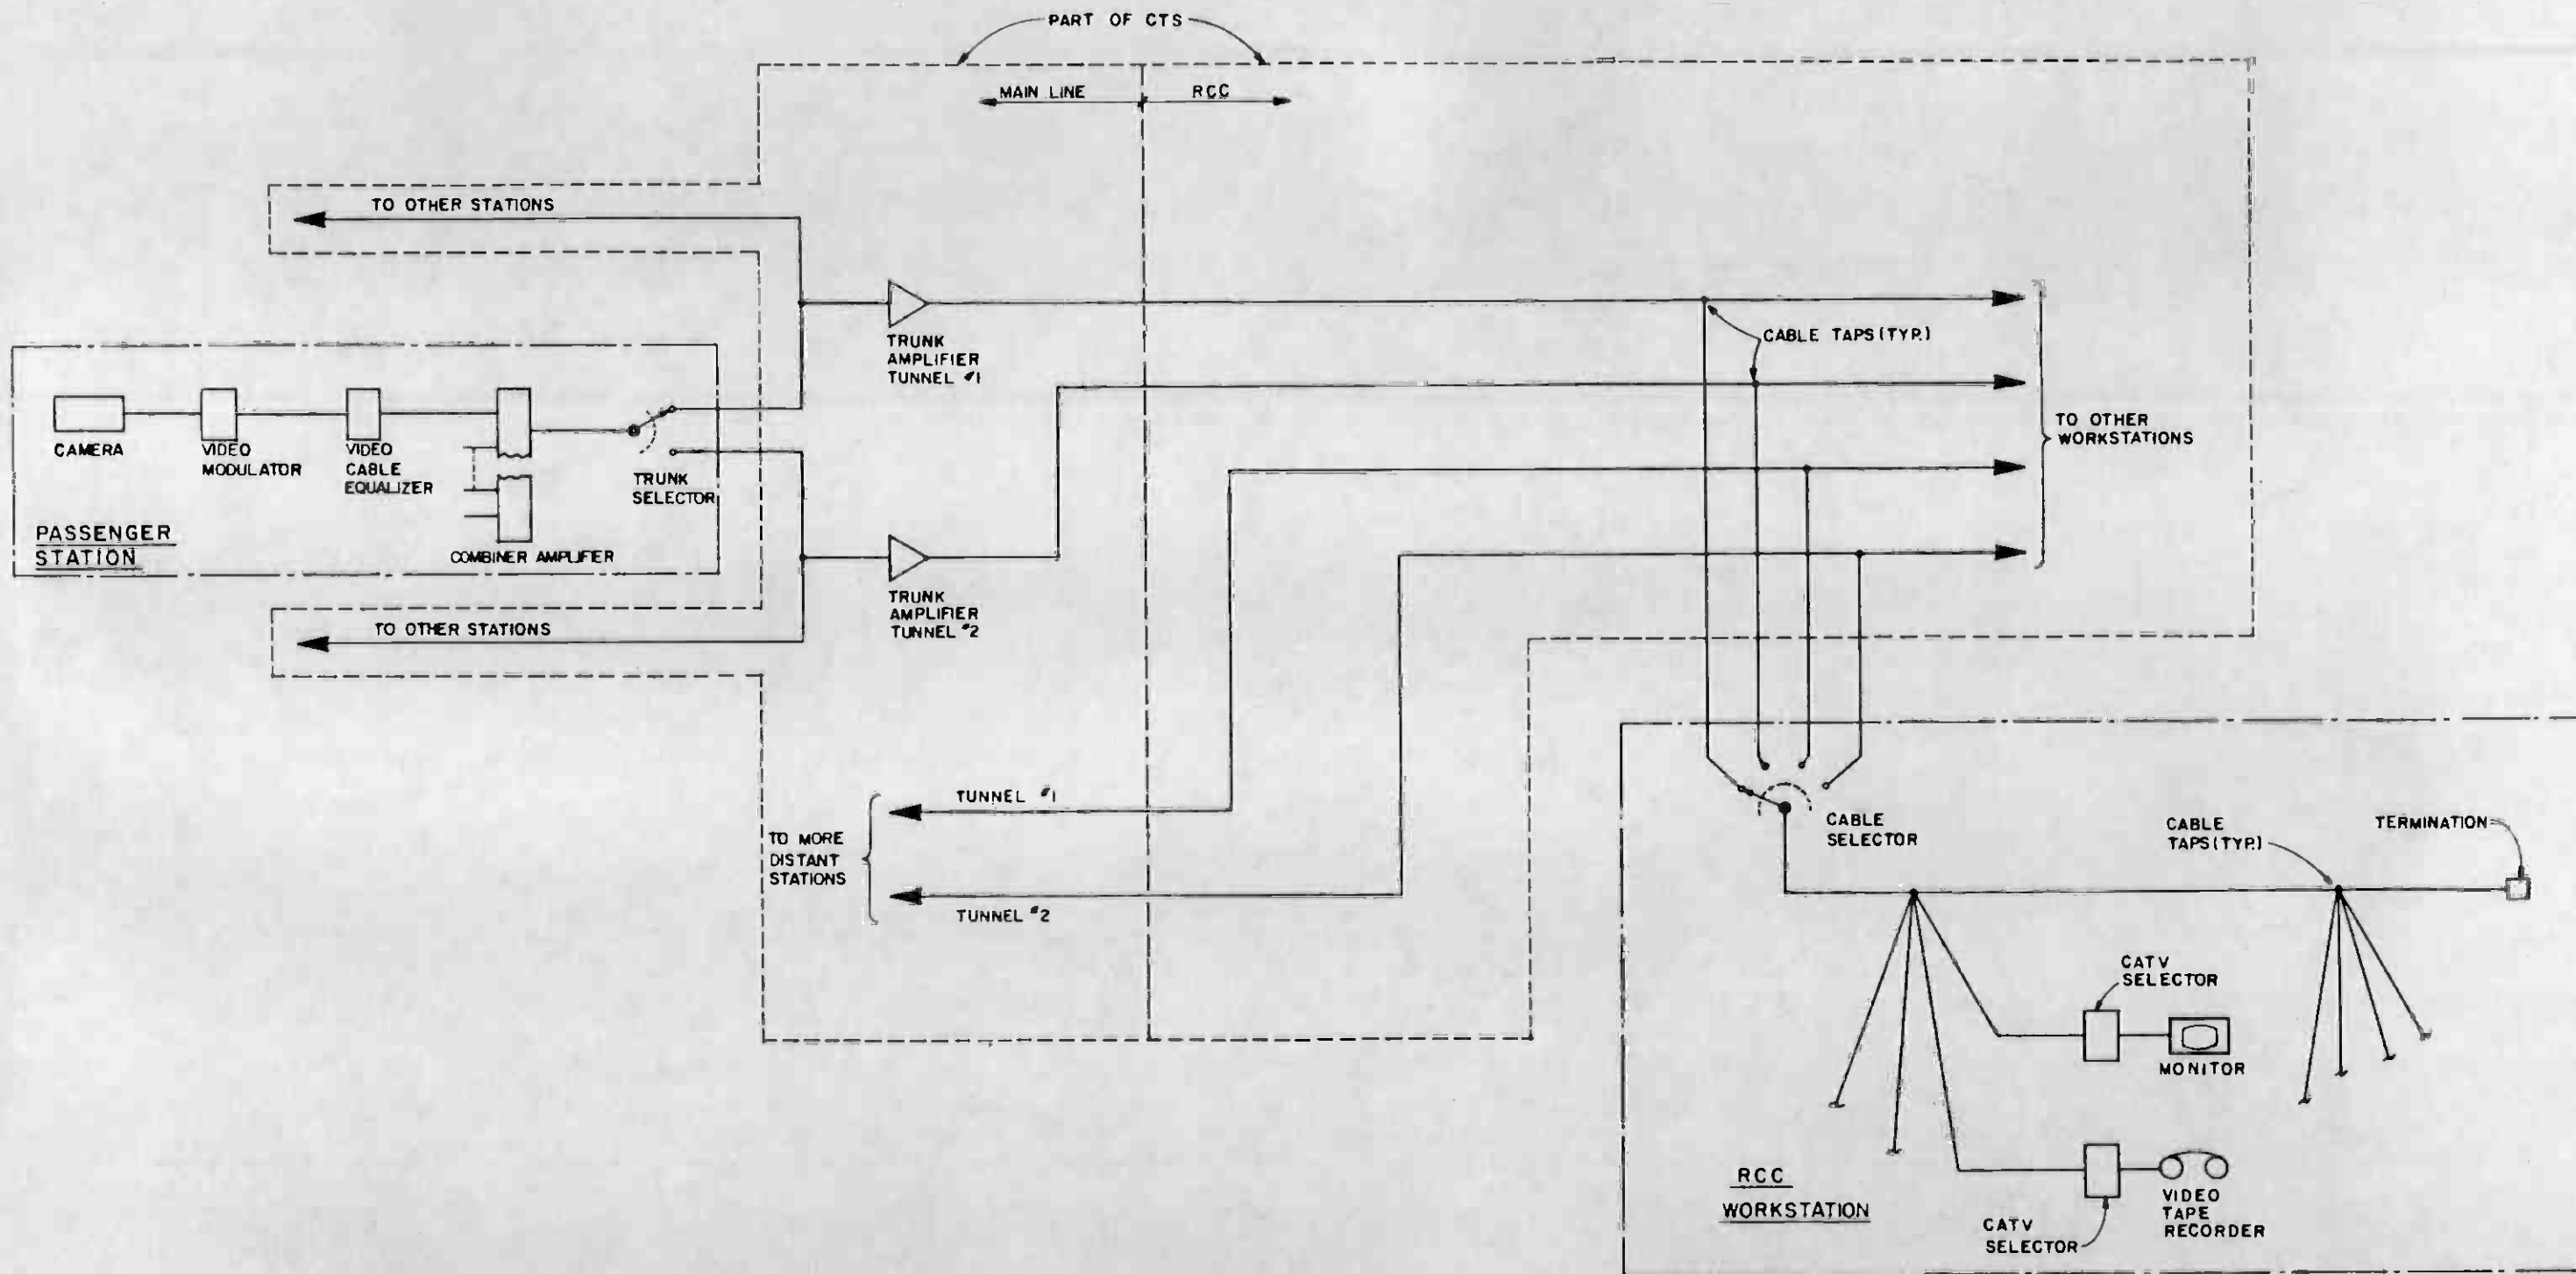 PART OF CTS
MAIN LINE
RCC
TO OTHER STATIONS
TRUNK
AMPLIFIER
TUNNEL #1
CABLE TAPS (TYP.)
TO OTHER
WORKSTATIONS
CAMERA
VIDEO
MODULATOR
VIDEO
CABLE
EQUALIZER
TRUNK
SELECTOR
PASSENGER
STATION
COMBINER AMPLIFIER
TRUNK
AMPLIFIER
TUNNEL #2
TO OTHER STATIONS
TUNNEL #1
TO MORE
DISTANT
STATIONS
TUNNEL #2
CABLE
SELECTOR
CABLE
TAPS (TYP.)
TERMINATION
CATV
SELECTOR
MONITOR
RCC
WORKSTATION
CATV
SELECTOR
VIDEO
TAPE
RECORDER